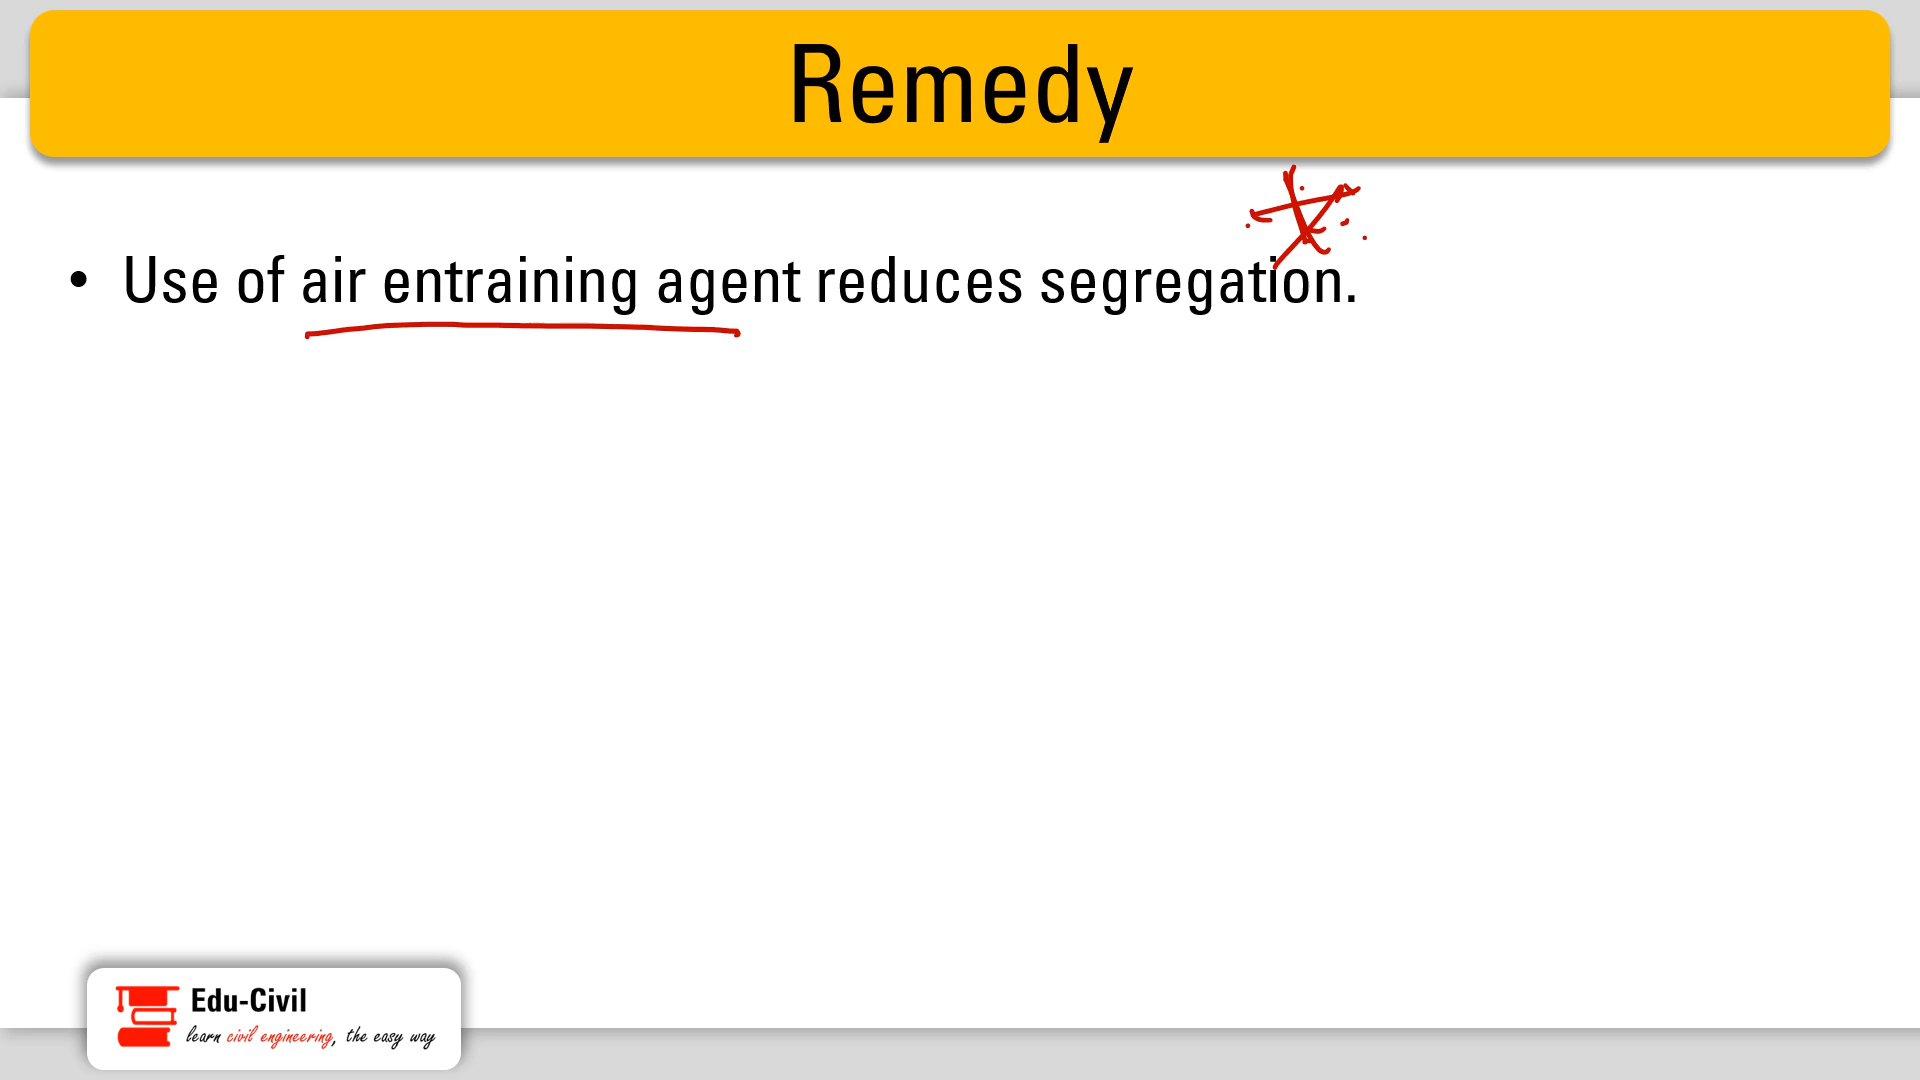 Remedy
• Use of air entraining agent reduces segregation.
Edu-Civil
learn civil engineering, the easy way